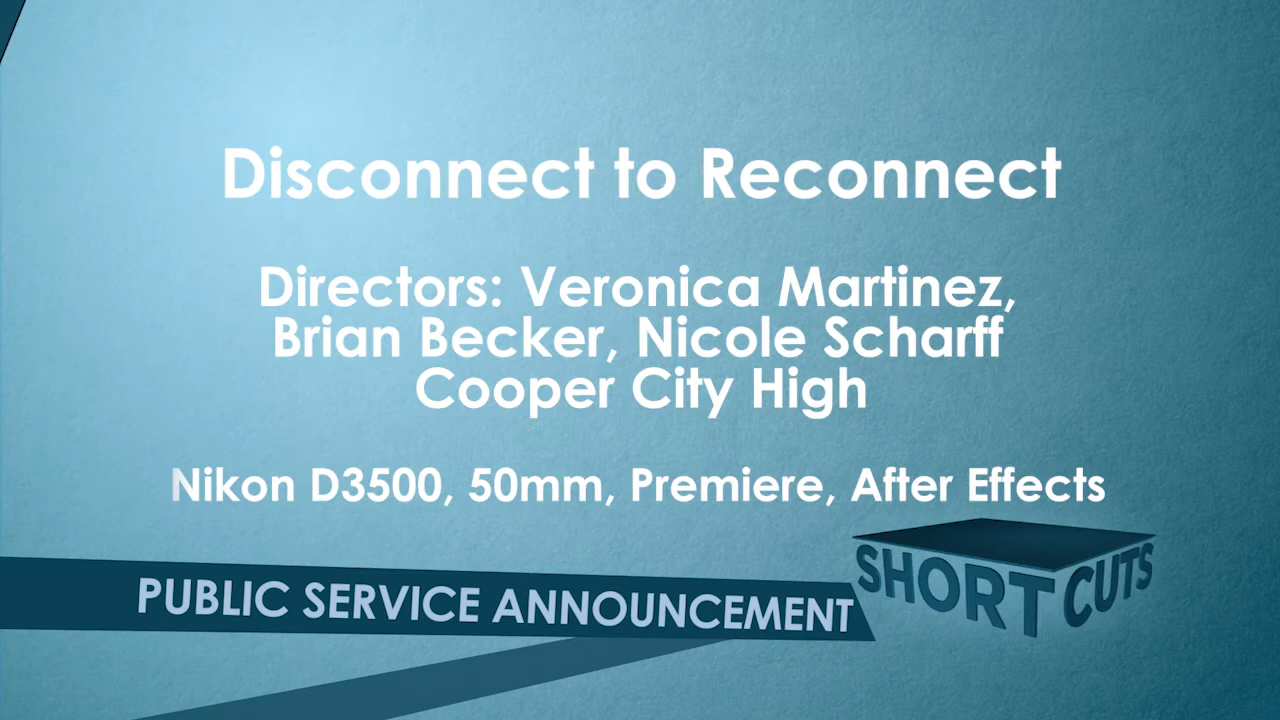 Disconnect to Reconnect
Directors: Veronica Martinez,
Brian Becker, Nicole Scharff
Cooper City High
Nikon D3500, 50mm, Premiere, After Effects
PUBLIC SERVICE ANNOUNCEMENT
SHORT CUTS